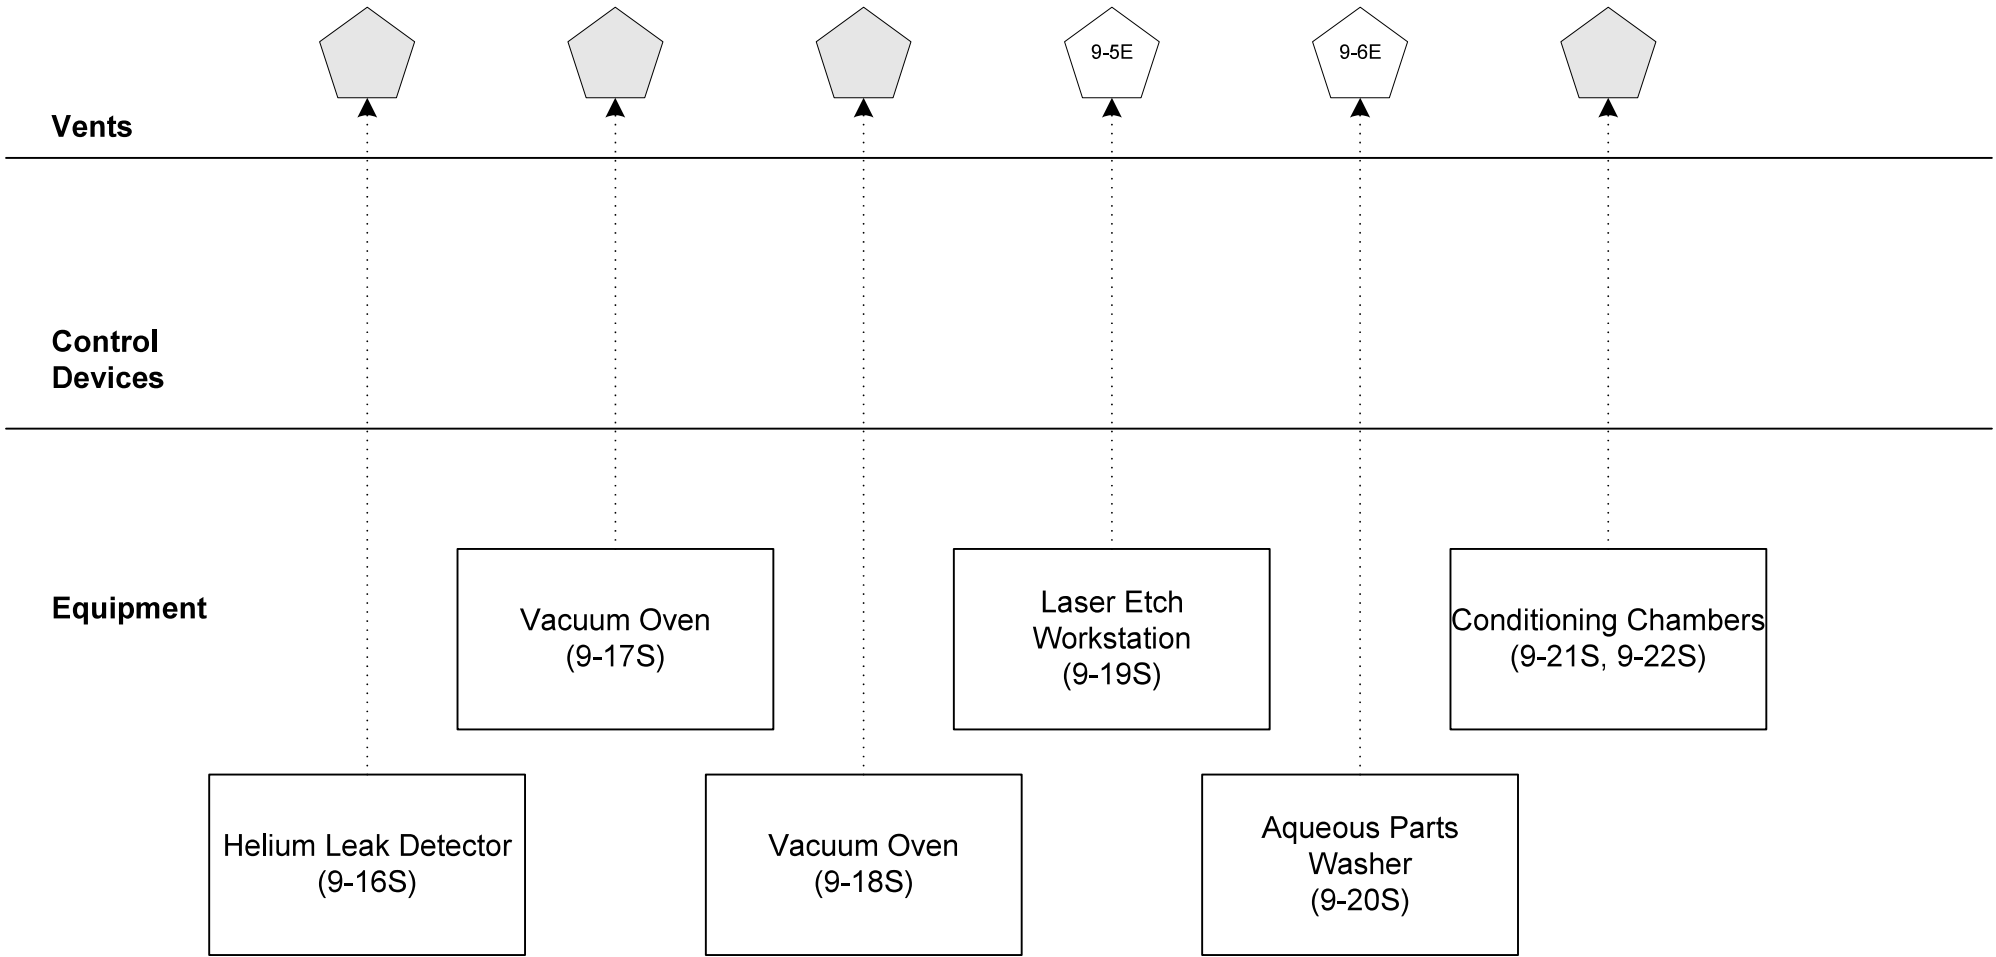 9-5E
9-6E
Vents
Control
Devices
Equipment
Vacuum Oven
(9-17S)
Laser Etch
Workstation
(9-19S)
Conditioning Chambers
(9-21S, 9-22S)
Helium Leak Detector
(9-16S)
Vacuum Oven
(9-18S)
Aqueous Parts
Washer
(9-20S)